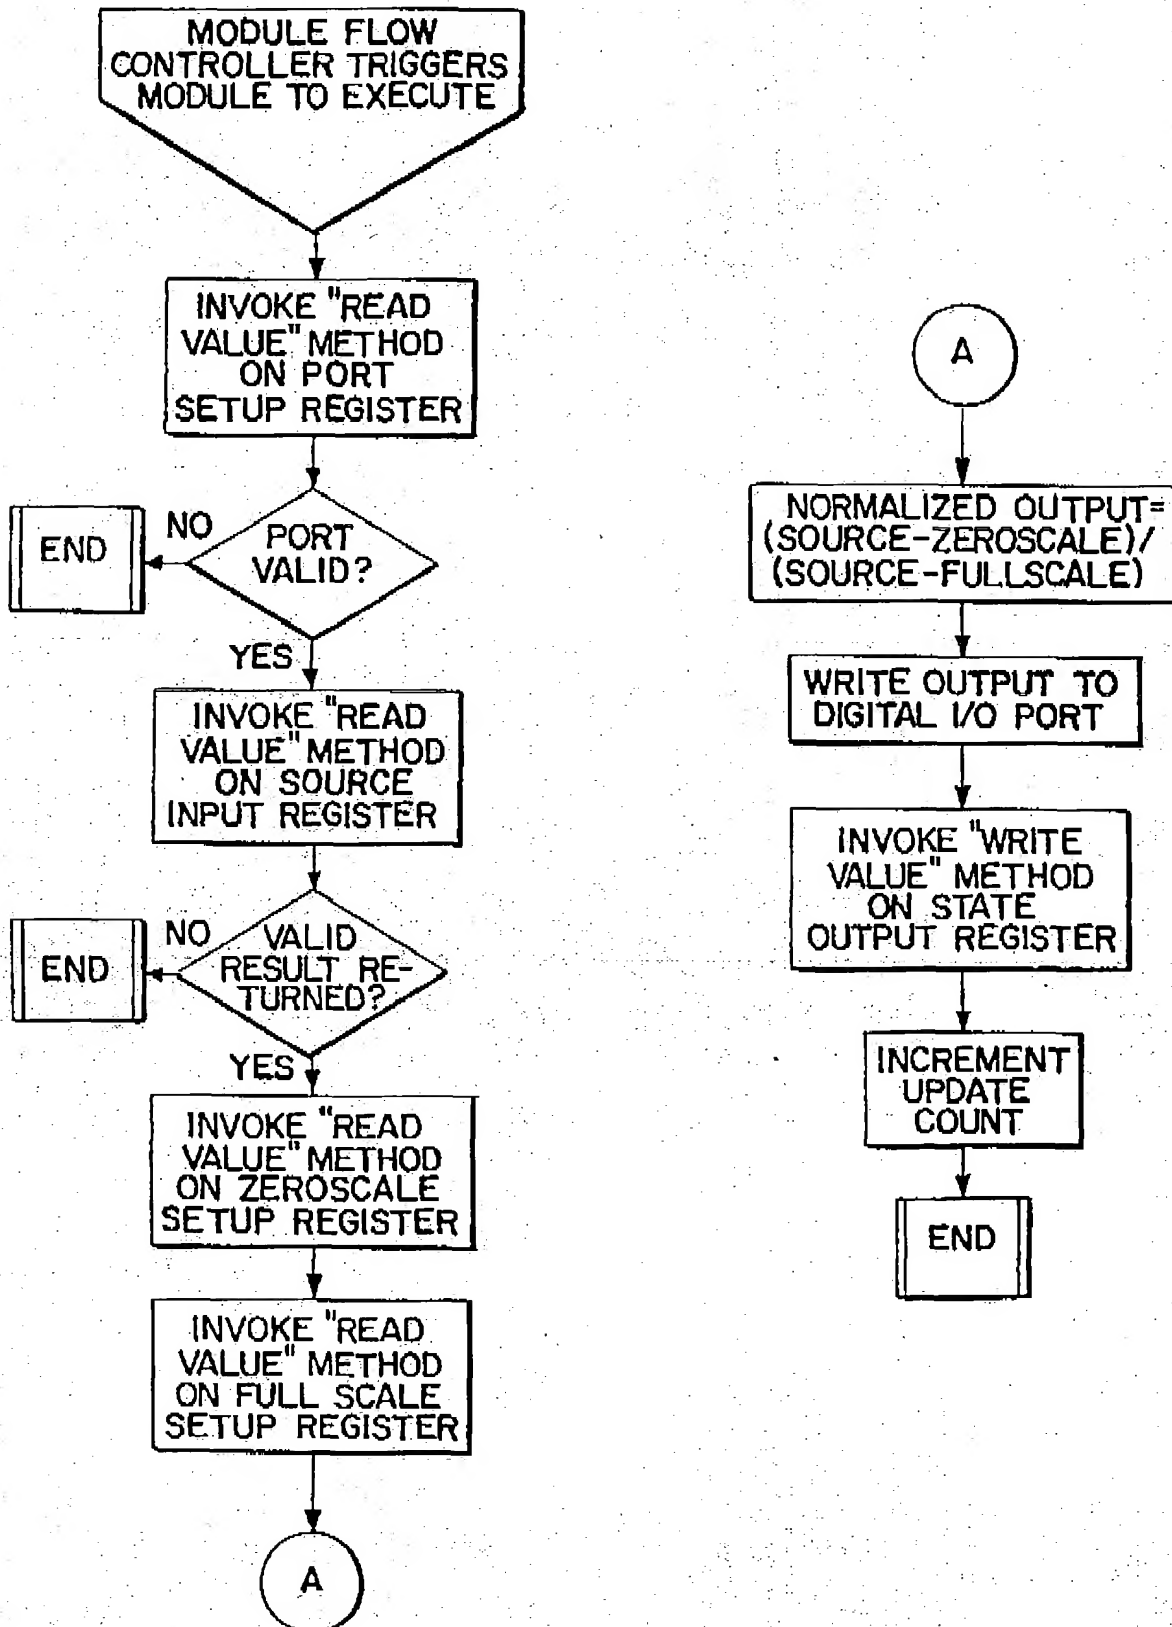 MODULE FLOW
CONTROLLER TRIGGERS
MODULE TO EXECUTE
INVOKE "READ
VALUE" METHOD
ON PORT
SETUP REGISTER
PORT
VALID?
NO
END
YES
INVOKE "READ
VALUE" METHOD
ON SOURCE
INPUT REGISTER
VALID
RESULT RE-
TURNED?
NO
END
YES
INVOKE "READ
VALUE" METHOD
ON ZEROSCALE
SETUP REGISTER
INVOKE "READ
VALUE" METHOD
ON FULL SCALE
SETUP REGISTER
A
A
NORMALIZED OUTPUT=
(SOURCE-ZEROSCALE)/
(SOURCE-FULLSCALE)
WRITE OUTPUT TO
DIGITAL I/O PORT
INVOKE "WRITE
VALUE" METHOD
ON STATE
OUTPUT REGISTER
INCREMENT
UPDATE
COUNT
END